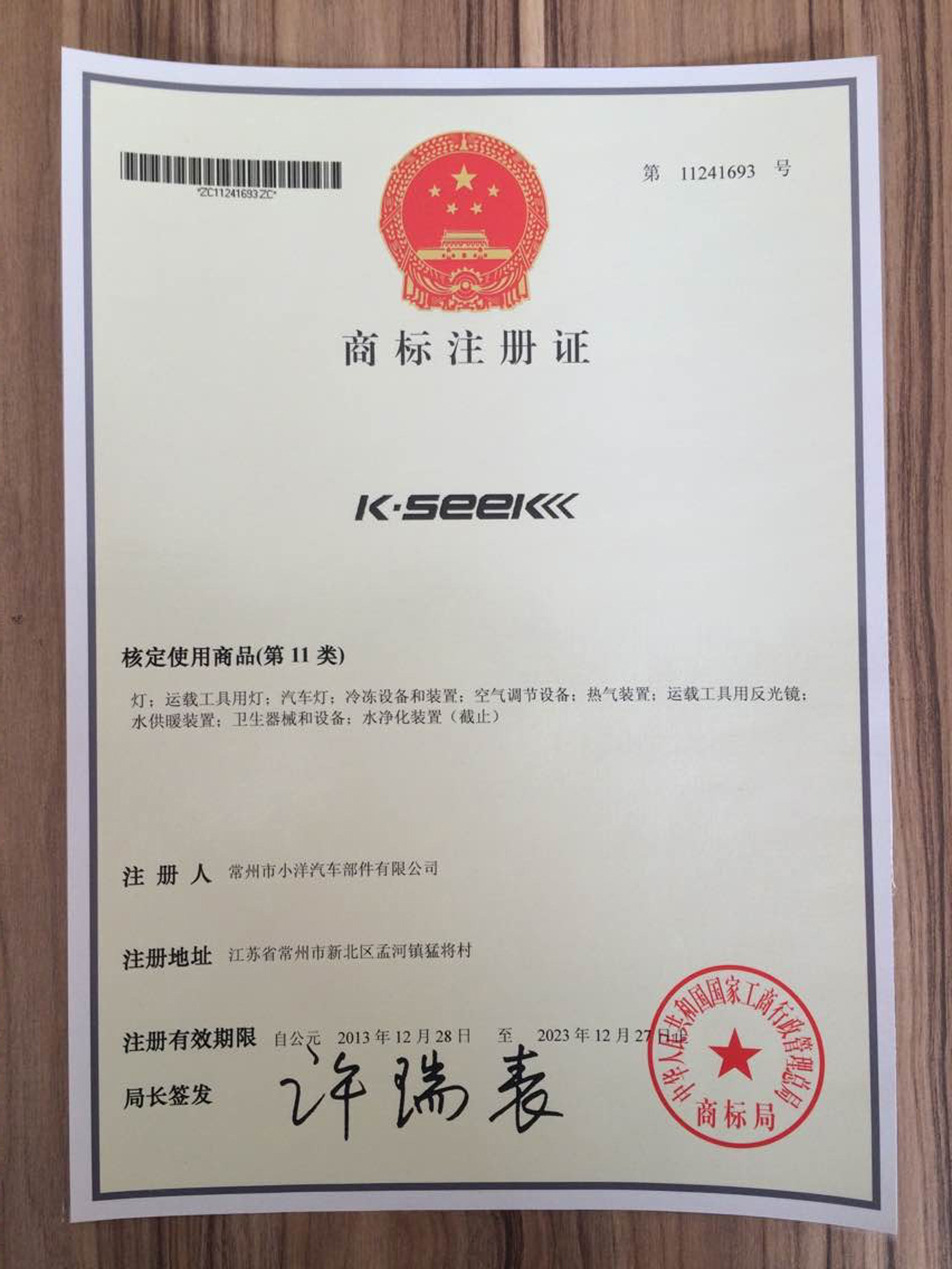 *ZC11241693ZC*
第 11241693 号
商标注册证
K·SEEK
核定使用商品(第 11 类)
灯；运载工具用灯；汽车灯；冷冻设备和装置；空气调节设备；热气装置；运载工具用反光镜；
水供暖装置；卫生器械和设备；水净化装置（截止）
注 册 人 常州市小洋汽车部件有限公司
注册地址 江苏省常州市新北区孟河镇猛将村
注册有效期限 自公元 2013 年 12 月 28 日 至 2023 年 12 月 27 日止
局长签发 许瑞表
中华人民共和国国家工商行政管理总局
商标局